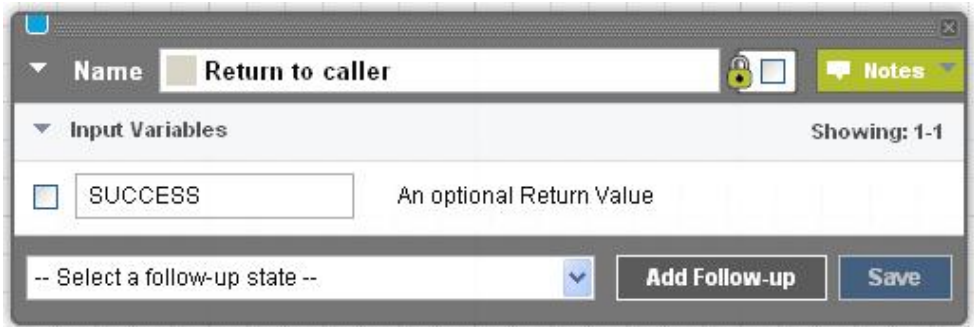 Name Return to caller Notes
Input Variables Showing: 1-1
SUCCESS An optional Return Value
-- Select a follow-up state -- Add Follow-up Save